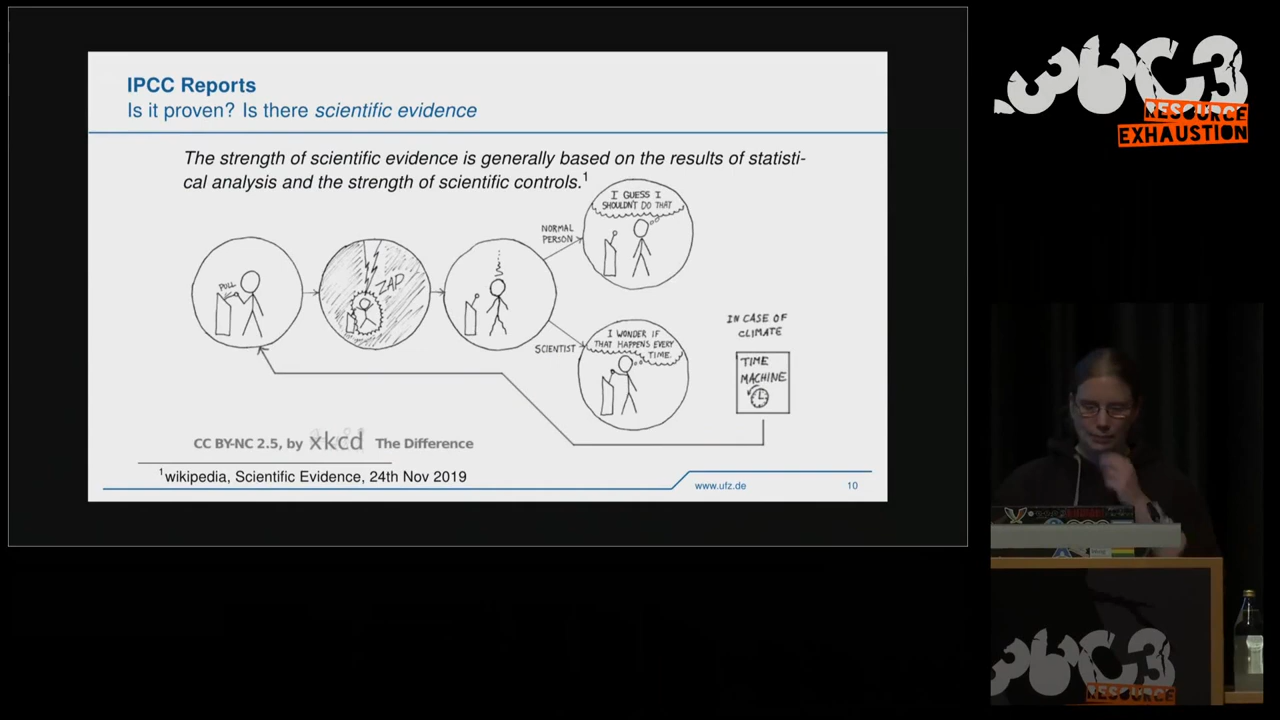 IPCC Reports
Is it proven? Is there scientific evidence
The strength of scientific evidence is generally based on the results of statisti-
cal analysis and the strength of scientific controls.1
PULL
ZAP
NORMAL
PERSON
I GUESS I
SHOULDN'T DO THAT
SCIENTIST
I WONDER IF
THAT HAPPENS EVERY
TIME.
IN CASE OF
CLIMATE
TIME
MACHINE
CC BY-NC 2.5, by xkcd The Difference
1wikipedia, Scientific Evidence, 24th Nov 2019
www.ufz.de
10
36C3
RESOURCE
EXHAUSTION
36C3
RESOURCE